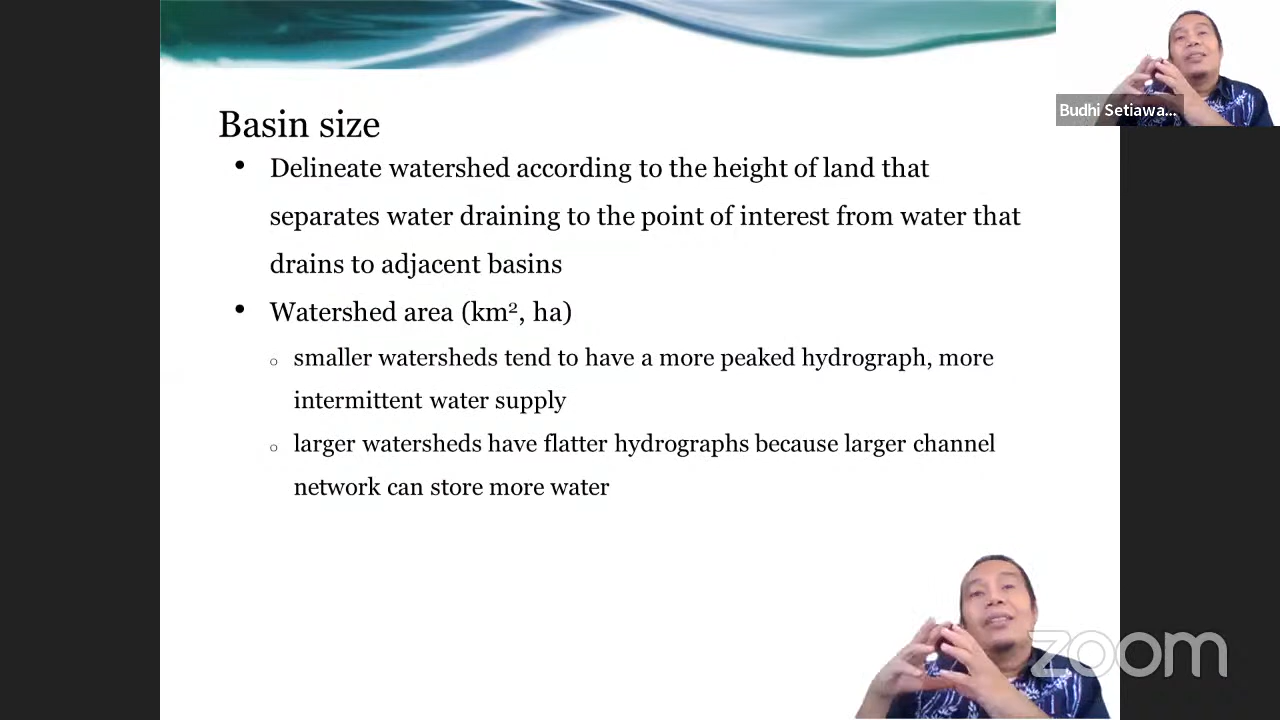 Basin size
• Delineate watershed according to the height of land that
separates water draining to the point of interest from water that
drains to adjacent basins
• Watershed area (km², ha)
○ smaller watersheds tend to have a more peaked hydrograph, more
intermittent water supply
○ larger watersheds have flatter hydrographs because larger channel
network can store more water
Budhi Setiawa...
zoom